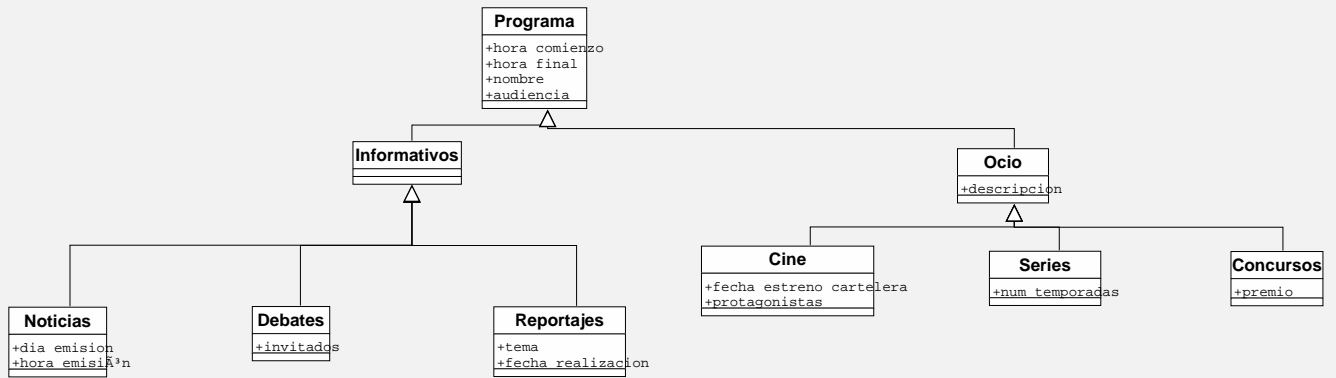 Programa
+hora comienzo
+hora final
+nombre
+audiencia
Informativos
Ocio
+descripcion
Cine
+fecha estreno cartelera
+protagonistas
Series
+num temporadas
Concursos
+premio
Noticias
+dia emision
+hora emisiÃ³n
Debates
+invitados
Reportajes
+tema
+fecha realizacion